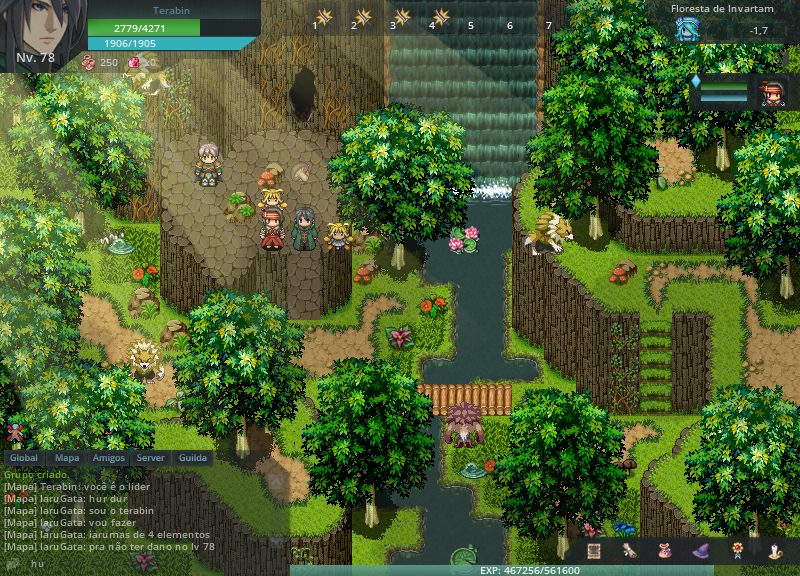 Terabin
2779/4271
1906/1905
Nv. 78
250
1 2 3 4 5 6 7
Floresta de Invartam
-1,7
Global Mapa Amigos Server Guilda
Grupo criado.
[Mapa] Terabin: você é o lider
[Mapa] IaruGata: hur dur
[Mapa] IaruGata: sou o terabin
[Mapa] IaruGata: vou fazer
[Mapa] IaruGata: iarumas de 4 elementos
[Mapa] IaruGata: pra não ter dano no lv 78
hu
EXP: 467256/561600